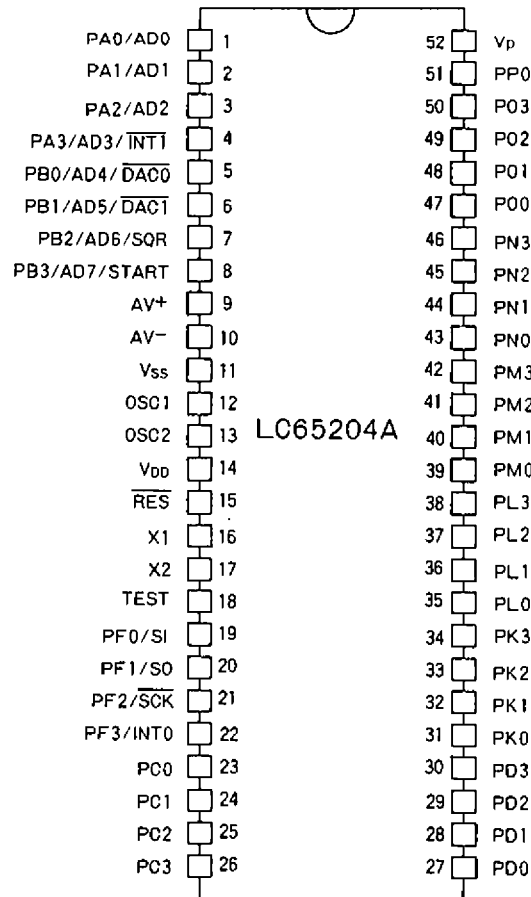 PA0/AD0 1 52 Vp
PA1/AD1 2 51 PP0
PA2/AD2 3 50 PO3
PA3/AD3/I̅N̅T̅1̅ 4 49 PO2
PB0/AD4/D̅A̅C̅0̅ 5 48 PO1
PB1/AD5/D̅A̅C̅1̅ 6 47 PO0
PB2/AD6/SQR 7 46 PN3
PB3/AD7/START 8 45 PN2
AV+ 9 44 PN1
AV− 10 43 PN0
Vss 11 42 PM3
OSC1 12 41 PM2
OSC2 13 LC65204A 40 PM1
VDD 14 39 PM0
R̅E̅S̅ 15 38 PL3
X1 16 37 PL2
X2 17 36 PL1
TEST 18 35 PL0
PF0/SI 19 34 PK3
PF1/SO 20 33 PK2
PF2/S̅C̅K̅ 21 32 PK1
PF3/INT0 22 31 PK0
PC0 23 30 PD3
PC1 24 29 PD2
PC2 25 28 PD1
PC3 26 27 PD0